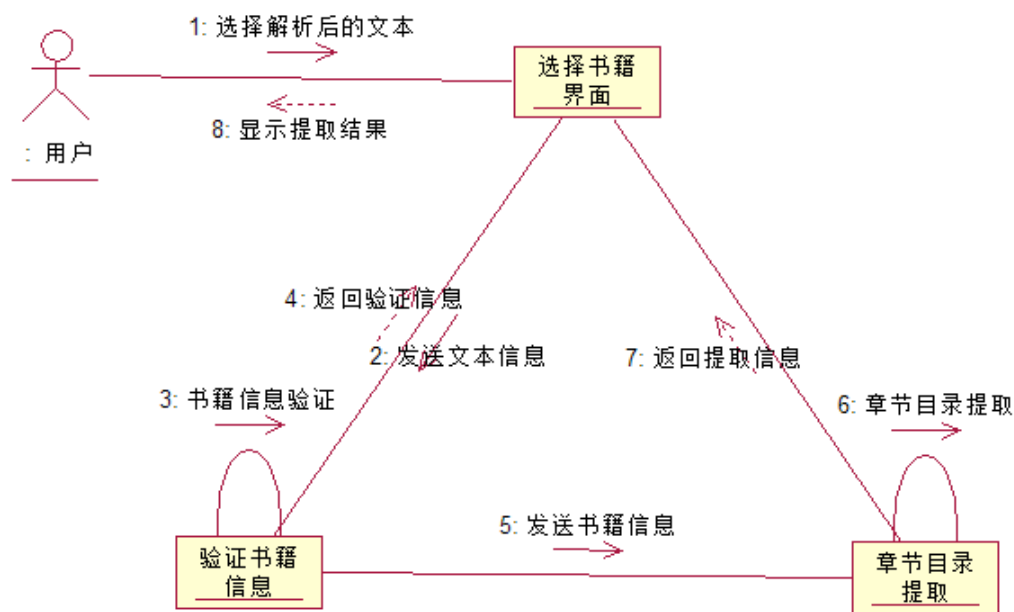 1: 选择解析后的文本
选择书籍
界面
8: 显示提取结果
: 用户
4: 返回验证信息
2: 发送文本信息
7: 返回提取信息
3: 书籍信息验证
6: 章节目录提取
5: 发送书籍信息
验证书籍
信息
章节目录
提取